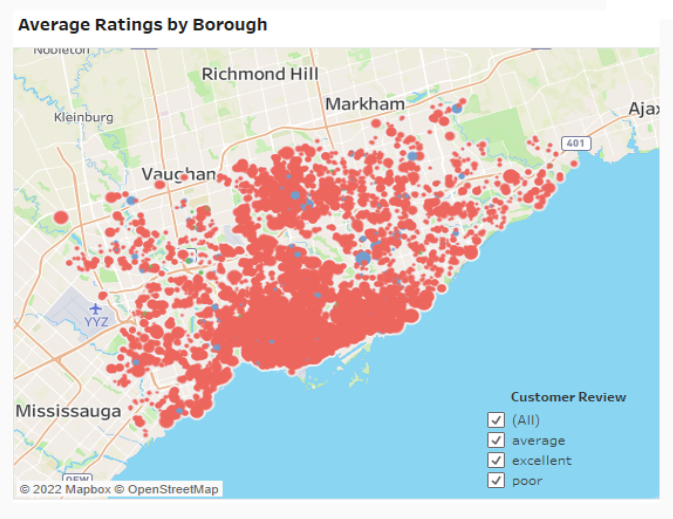 Average Ratings by Borough
Nobleton
Richmond Hill
Markham
Ajax
Kleinburg
401
Vaughan
YYZ
Mississauga
QEW
Customer Review
(All)
average
excellent
poor
© 2022 Mapbox © OpenStreetMap